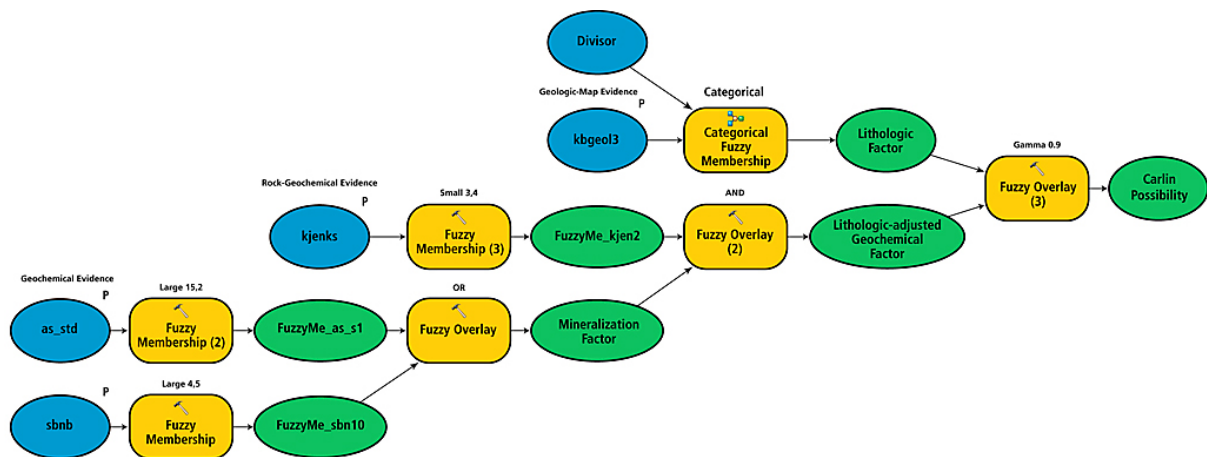 Divisor
Geologic-Map Evidence
P
kbgeol3
Categorical
Categorical
Fuzzy
Membership
Lithologic
Factor
Gamma 0.9
Fuzzy Overlay
(3)
Carlin
Possibility
Rock-Geochemical Evidence
P
kjenks
Small 3,4
Fuzzy
Membership (3)
FuzzyMe_kjen2
AND
Fuzzy Overlay
(2)
Lithologic-adjusted
Geochemical
Factor
Geochemical Evidence
P
as_std
Large 15,2
Fuzzy
Membership (2)
FuzzyMe_as_s1
OR
Fuzzy Overlay
Mineralization
Factor
P
sbnb
Large 4,5
Fuzzy
Membership
FuzzyMe_sbn10